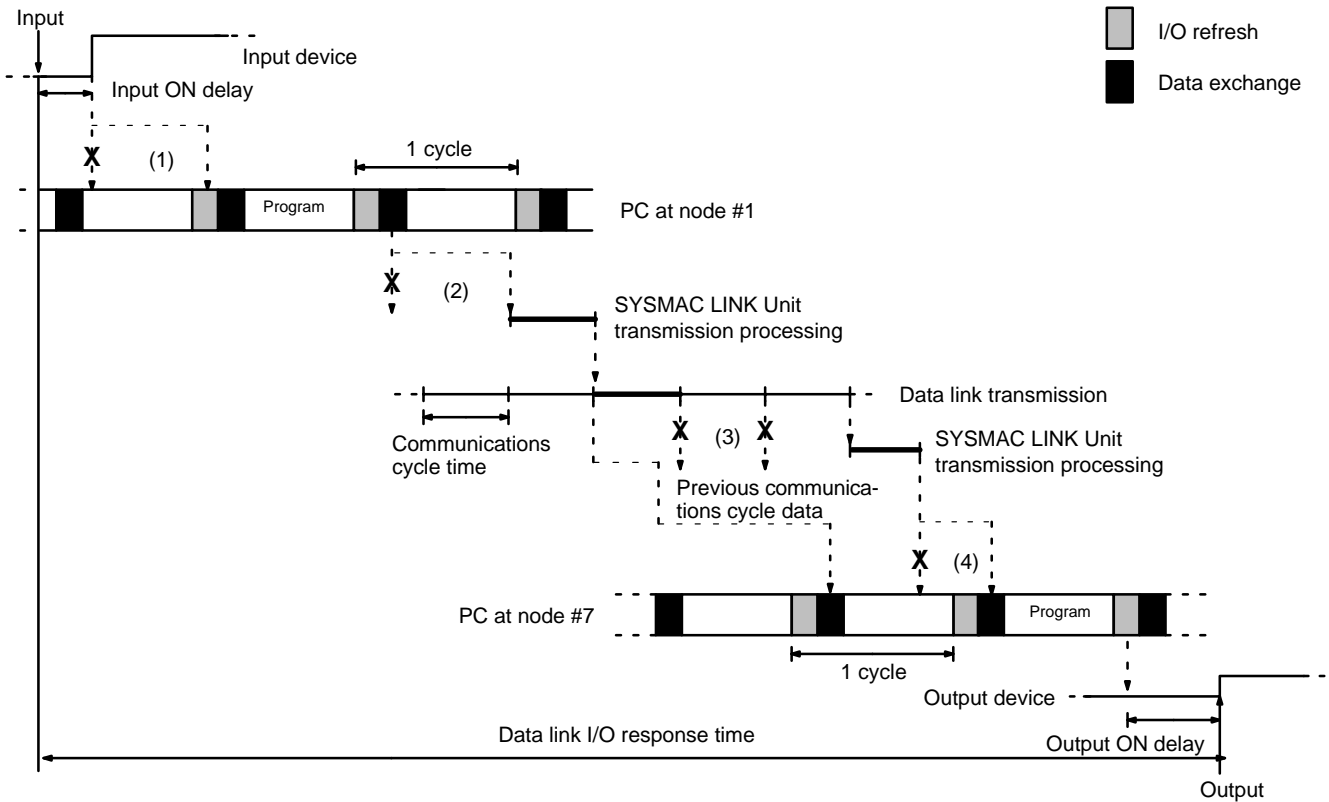 Input
I/O refresh
Input device
Data exchange
Input ON delay
(1)
1 cycle
Program
PC at node #1
(2)
SYSMAC LINK Unit
transmission processing
Data link transmission
Communications
cycle time
(3)
SYSMAC LINK Unit
transmission processing
Previous communica-
tions cycle data
(4)
PC at node #7
Program
1 cycle
Output device
Data link I/O response time
Output ON delay
Output